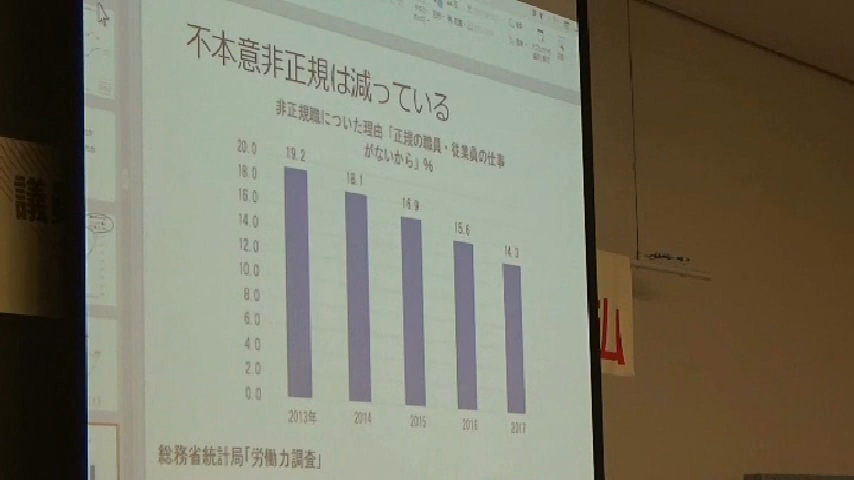 不本意非正規は減っている
非正規職についた理由「正規の職員・従業員の仕事
がないから」%
20.0
19.2
18.0
18.1
16.0
16.9
14.0
15.6
12.0
14.3
10.0
8.0
6.0
4.0
2.0
0.0
2013年 2014 2015 2016 2017
総務省統計局「労働力調査」
議
仏